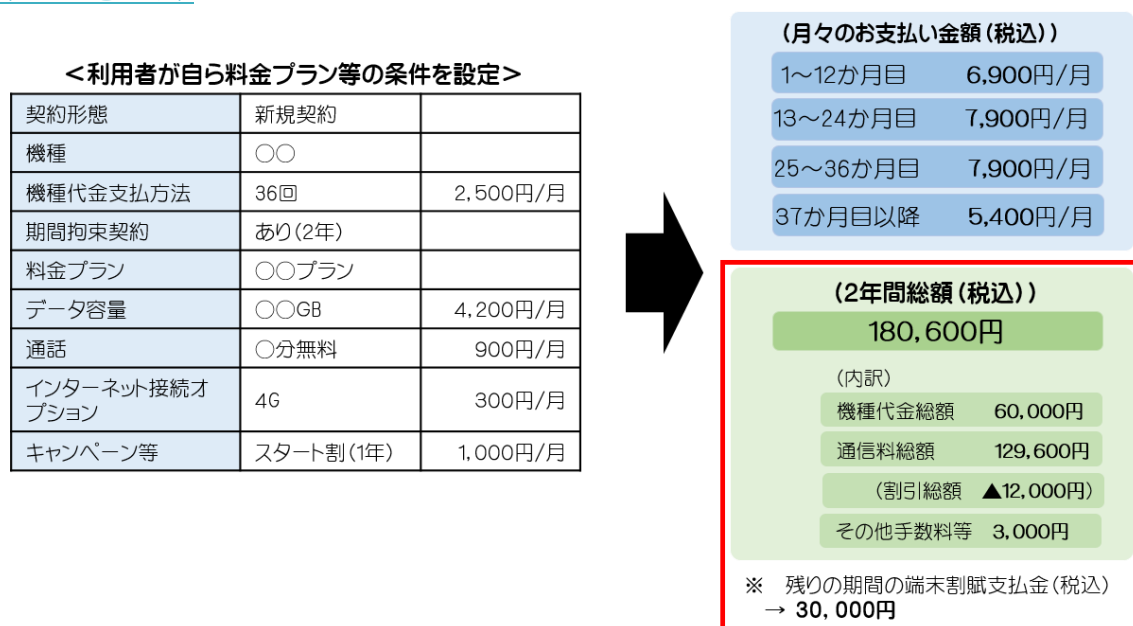 <利用者が自ら料金プラン等の条件を設定>
契約形態 新規契約
機種 ○○
機種代金支払方法 36回 2,500円/月
期間拘束契約 あり(2年)
料金プラン ○○プラン
データ容量 ○○GB 4,200円/月
通話 ○分無料 900円/月
インターネット接続オ
プション 4G 300円/月
キャンペーン等 スタート割(1年) 1,000円/月
(月々のお支払い金額(税込))
1~12か月目 6,900円/月
13~24か月目 7,900円/月
25~36か月目 7,900円/月
37か月目以降 5,400円/月
(2年間総額(税込))
180,600円
(内訳)
機種代金総額 60,000円
通信料総額 129,600円
(割引総額 ▲12,000円)
その他手数料等 3,000円
※ 残りの期間の端末割賦支払金(税込)
→ 30,000円